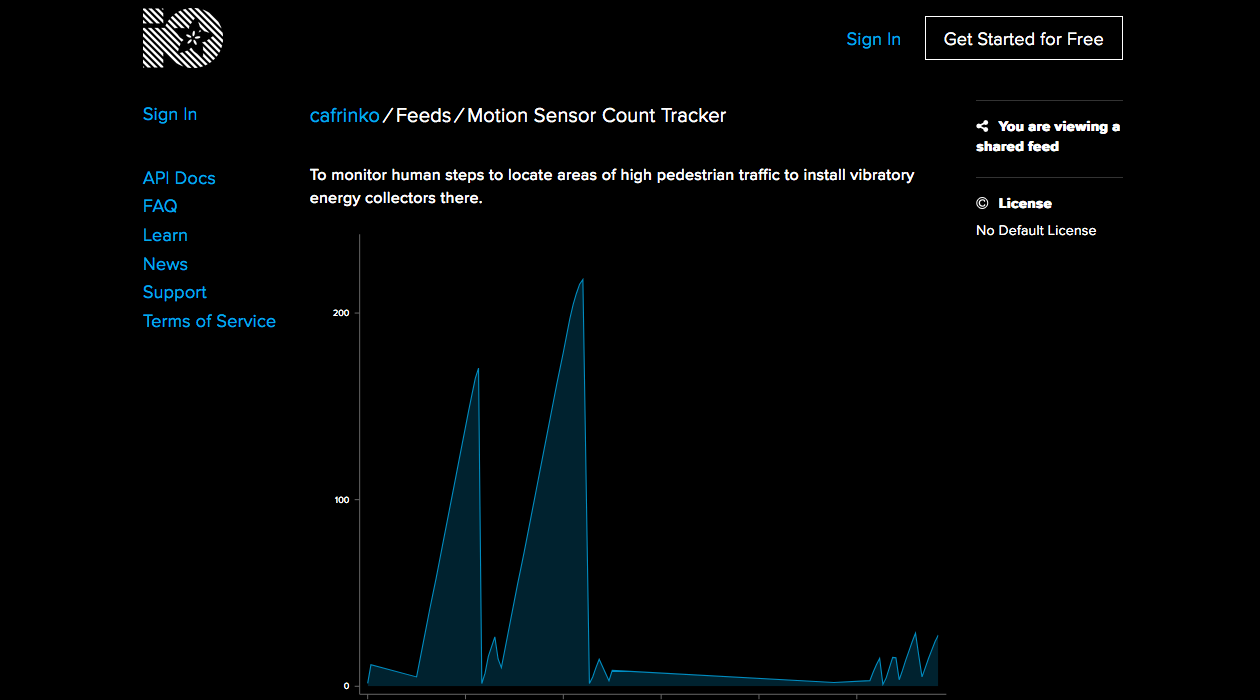 iO
Sign In
Get Started for Free
Sign In
API Docs
FAQ
Learn
News
Support
Terms of Service
cafrinko/Feeds/Motion Sensor Count Tracker
To monitor human steps to locate areas of high pedestrian traffic to install vibratory
energy collectors there.
200
100
0
You are viewing a
shared feed
© License
No Default License